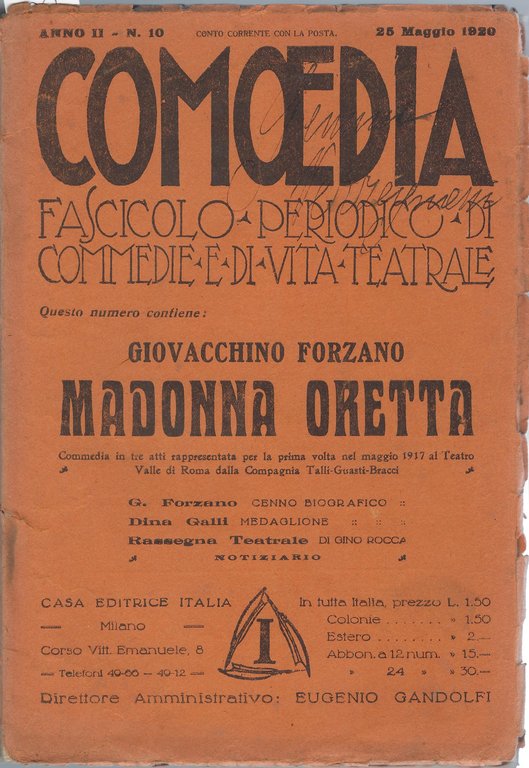 ANNO II - N. 10 CONTO CORRENTE CON LA POSTA. 25 Maggio 1920
COMŒDIA
FASCICOLO - PERIODICO - DI
COMMEDIE - E - DI - VITA - TEATRALE
Questo numero contiene:
GIOVACCHINO FORZANO
MADONNA ORETTA
Commedia in tre atti rappresentata per la prima volta nel maggio 1917 al Teatro
Valle di Roma dalla Compagnia Talli-Guasti-Bracci
G. Forzano CENNO BIOGRAFICO ::
Dina Galli MEDAGLIONE :: :: :.
Rassegna Teatrale DI GINO ROCCA
NOTIZIARIO
CASA EDITRICE ITALIA
— Milano —
Corso Vitt. Emanuele, 8
— Telefoni 40-66 — 49-12 —
I
In tutta Italia, prezzo L. 1.50
Colonie . . . . . . . . » 1.50
Estero . . . . . . . . » 2.—
Abbon. a 12 num. » 15.—
» 24 » » 30.—
Direttore Amministrativo: EUGENIO GANDOLFI